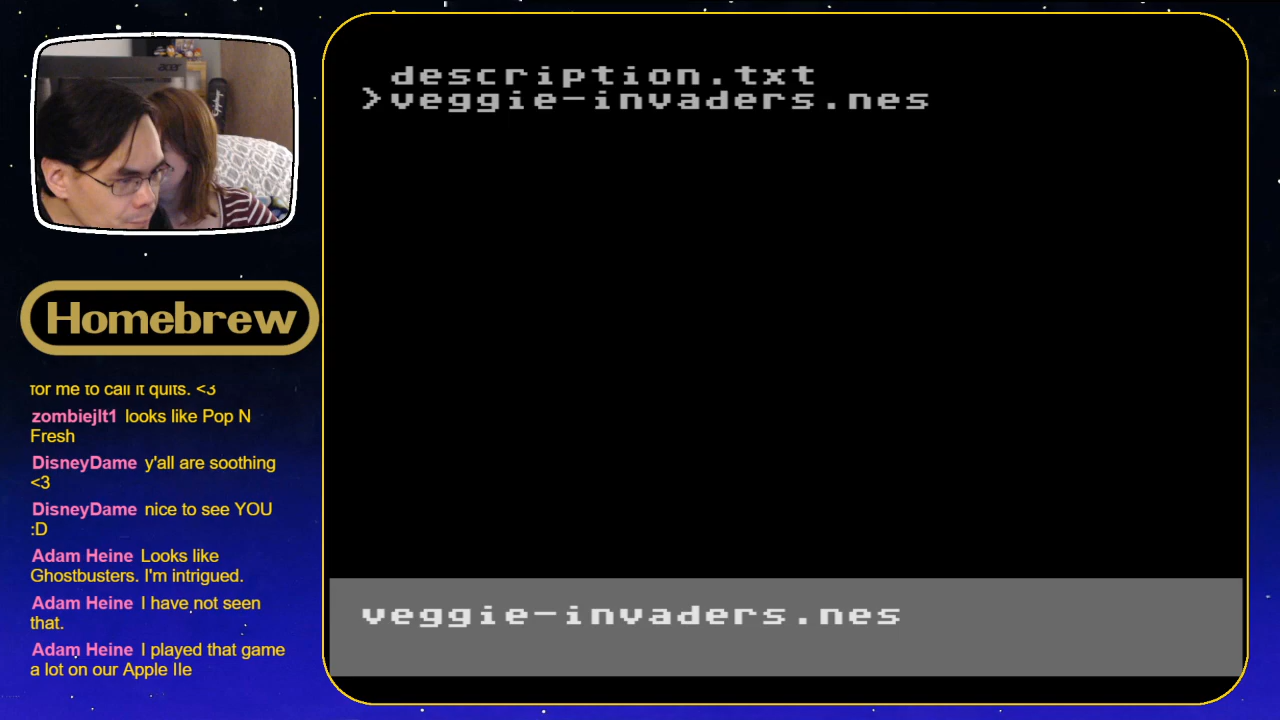 description.txt
>veggie-invaders.nes
acer
Homebrew
for me to call it quits. <3
zombiejlt1 looks like Pop N
Fresh
DisneyDame y'all are soothing
<3
DisneyDame nice to see YOU
:D
Adam Heine Looks like
Ghostbusters. I'm intrigued.
Adam Heine I have not seen
that.
Adam Heine I played that game
a lot on our Apple IIe
veggie-invaders.nes